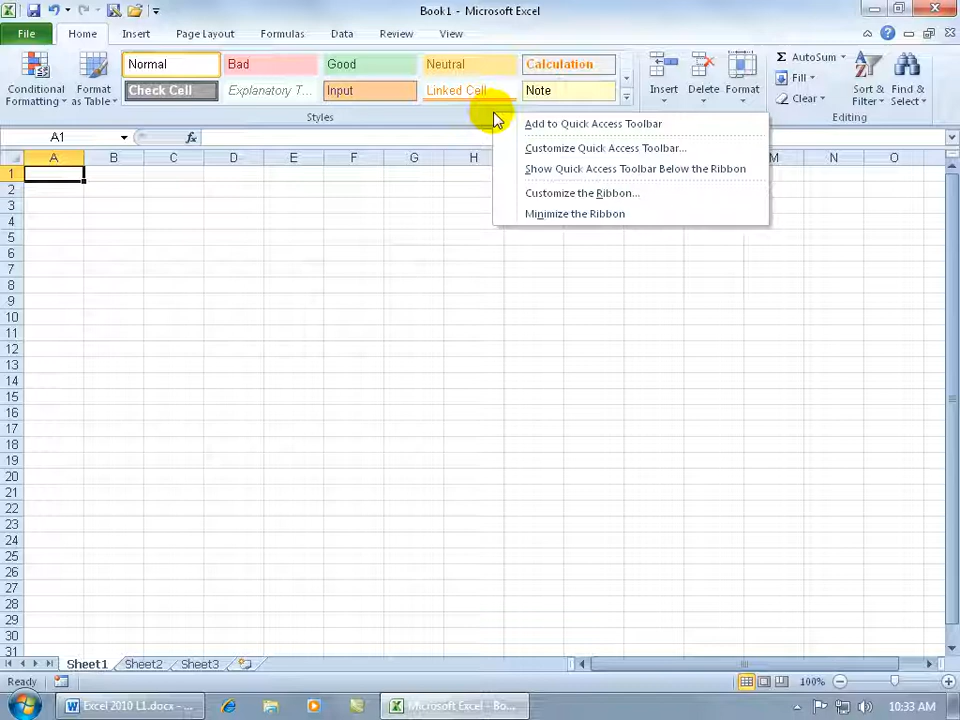 Book1 - Microsoft Excel
File Home Insert Page Layout Formulas Data Review View
Normal Bad Good Neutral Calculation
Check Cell Explanatory T... Input Linked Cell Note
Conditional Formatting
Format as Table
Styles
Insert Delete Format
AutoSum
Fill
Clear
Sort & Filter
Find & Select
Editing
A1 fx
Add to Quick Access Toolbar
Customize Quick Access Toolbar...
Show Quick Access Toolbar Below the Ribbon
Customize the Ribbon...
Minimize the Ribbon
A B C D E F G H M N O
1
2
3
4
5
6
7
8
9
10
11
12
13
14
15
16
17
18
19
20
21
22
23
24
25
26
27
28
29
30
31
Sheet1 Sheet2 Sheet3
Ready 100%
Excel 2010 L1.docx - ... Microsoft Excel - Bo... 10:33 AM